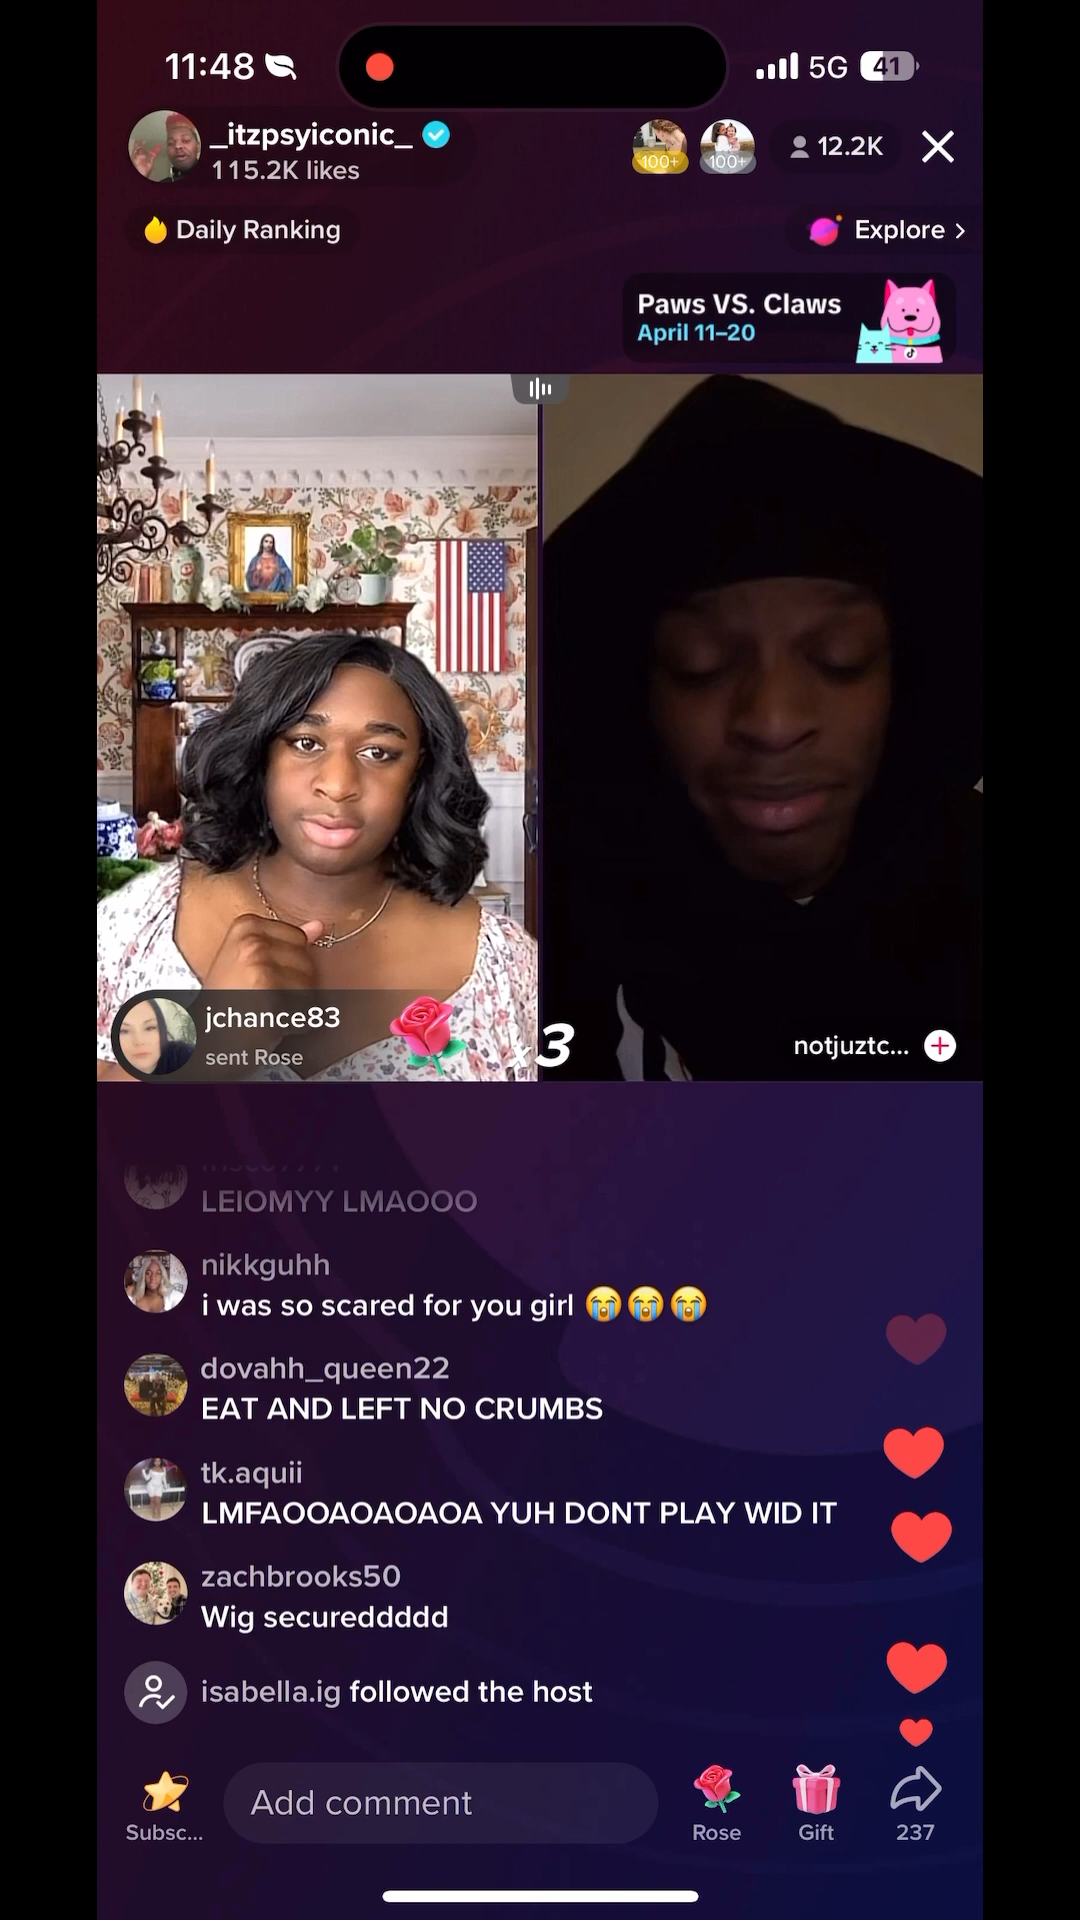 11:48
5G 41
_itzpsyiconic_
115.2K likes
100+
100+
12.2K
Daily Ranking
Explore >
Paws VS. Claws
April 11–20
jchance83
sent Rose
x3
notjuztc...
LEIOMYY LMAOOO
nikkguhh
i was so scared for you girl 😭😭😭
dovahh_queen22
EAT AND LEFT NO CRUMBS
tk.aquii
LMFAOOAOAOAOA YUH DONT PLAY WID IT
zachbrooks50
Wig secureddddd
isabella.ig followed the host
Add comment
Subsc...
Rose
Gift
237